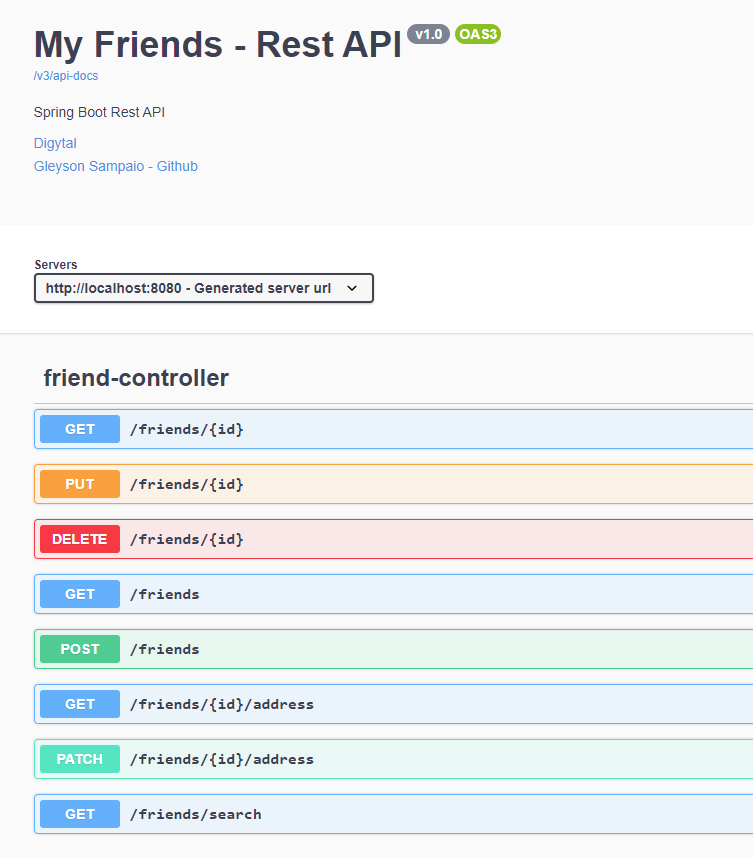 My Friends - Rest API v1.0 OAS3
/v3/api-docs
Spring Boot Rest API
Digytal
Gleyson Sampaio - Github
Servers
http://localhost:8080 - Generated server url
friend-controller
GET /friends/{id}
PUT /friends/{id}
DELETE /friends/{id}
GET /friends
POST /friends
GET /friends/{id}/address
PATCH /friends/{id}/address
GET /friends/search